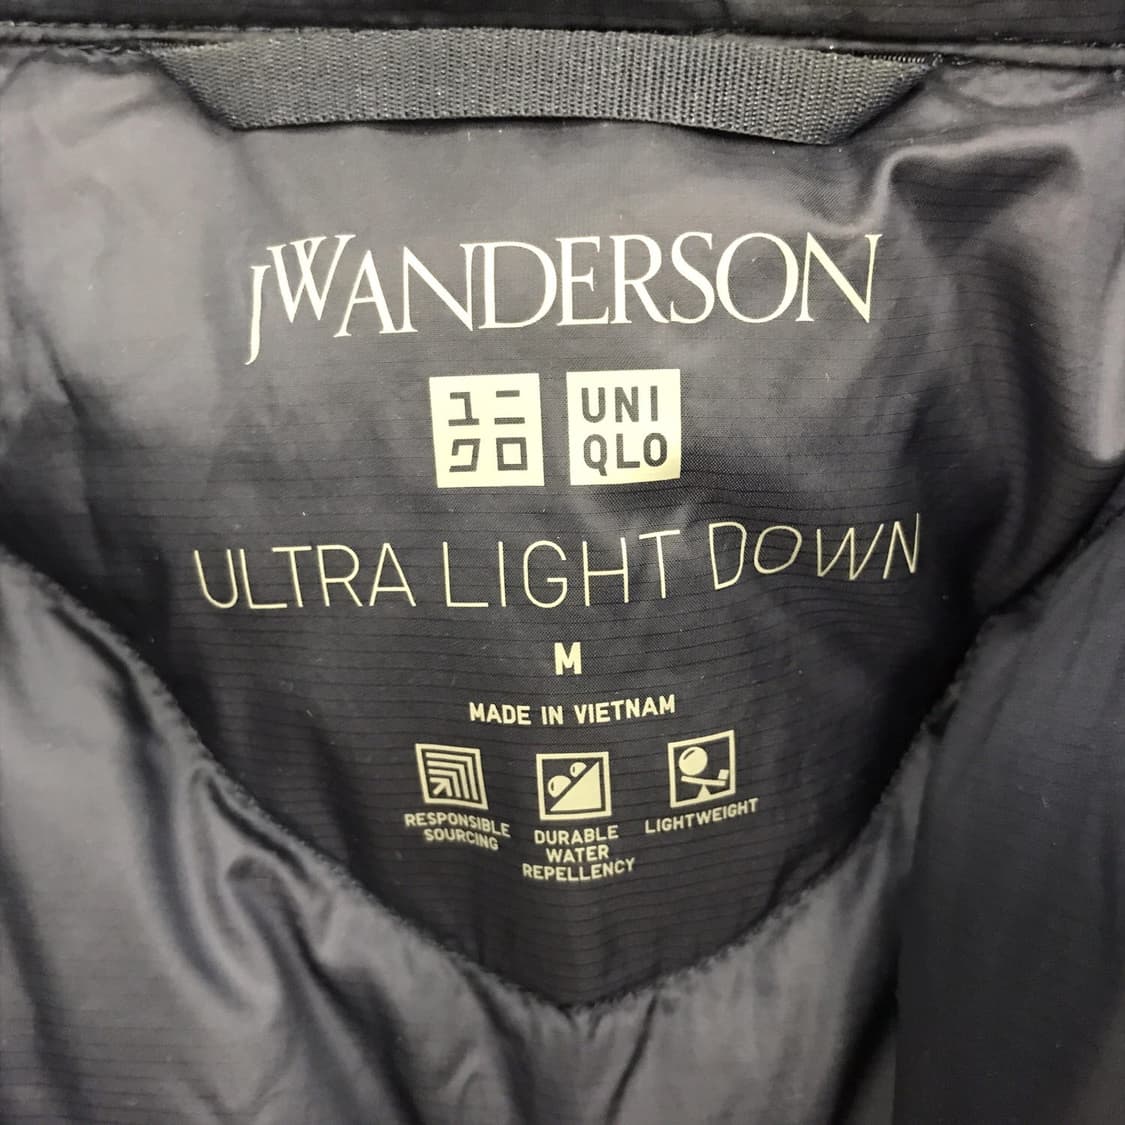 JWANDERSON
ユニ
クロ
UNI
QLO
ULTRA LIGHT DOWN
M
MADE IN VIETNAM
RESPONSIBLE
SOURCING
DURABLE
WATER
REPELLENCY
LIGHTWEIGHT